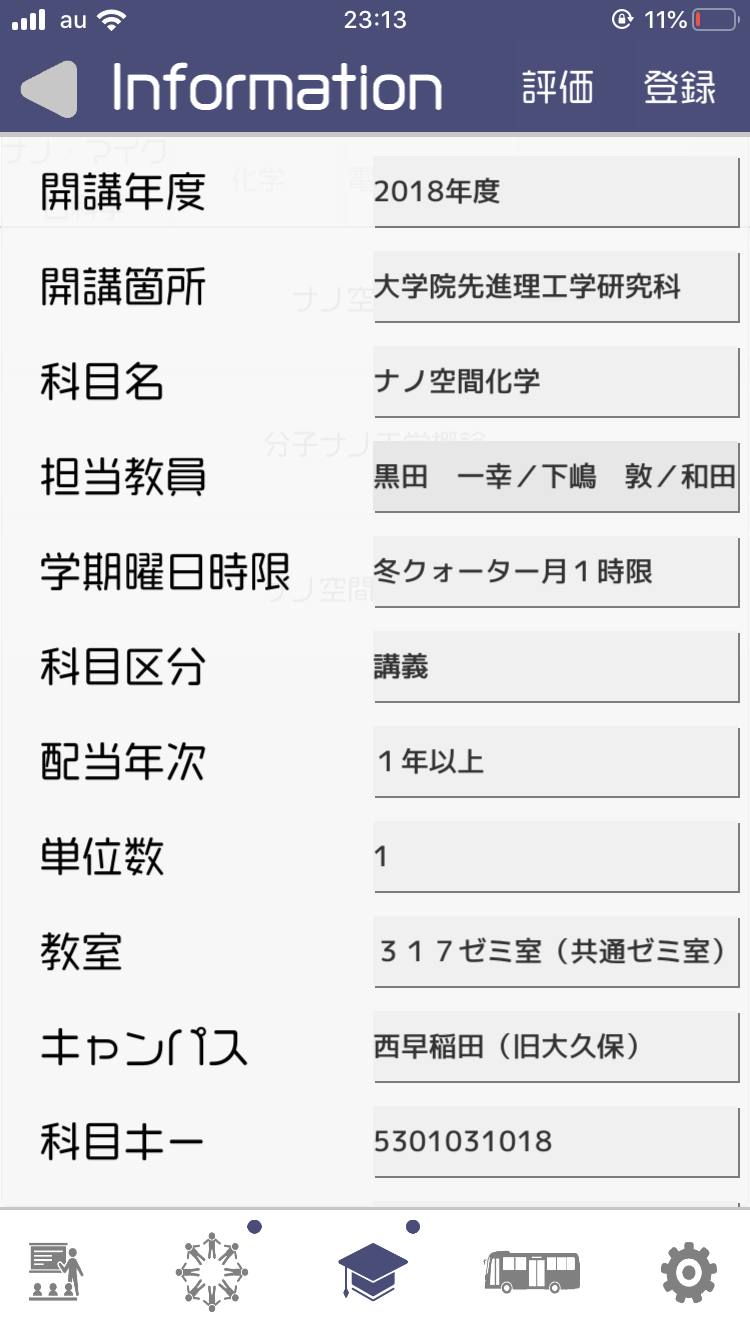 au 23:13 11%
Information 評価 登録
開講年度 2018年度
開講箇所 大学院先進理工学研究科
科目名 ナノ空間化学
担当教員 黒田　一幸／下嶋　敦／和田
学期曜日時限 冬クォーター月１時限
科目区分 講義
配当年次 １年以上
単位数 1
教室 ３１７ゼミ室（共通ゼミ室）
キャンパス 西早稲田（旧大久保）
科目キー 5301031018